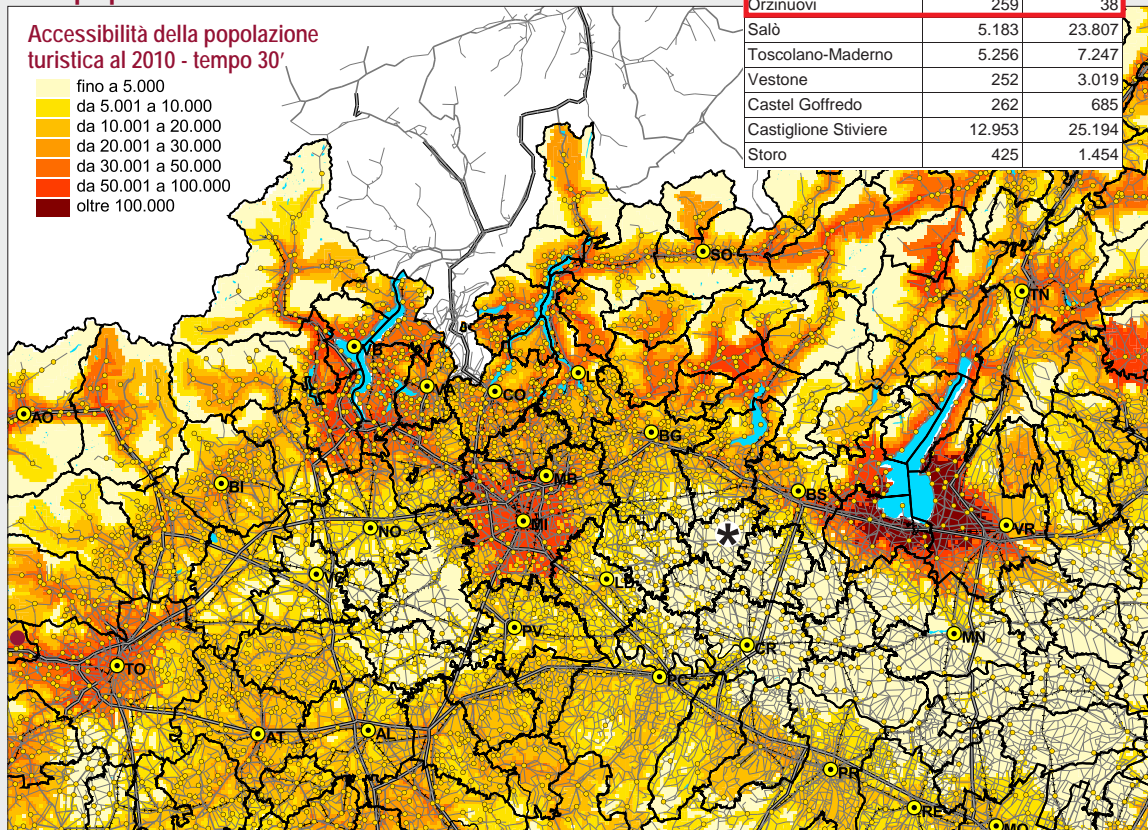 Accessibilità della popolazione
turistica al 2010 - tempo 30'
fino a 5.000
da 5.001 a 10.000
da 10.001 a 20.000
da 20.001 a 30.000
da 30.001 a 50.000
da 50.001 a 100.000
oltre 100.000
Orzinuovi 259 38
Salò 5.183 23.807
Toscolano-Maderno 5.256 7.247
Vestone 252 3.019
Castel Goffredo 262 685
Castiglione Stiviere 12.953 25.194
Storo 425 1.454
SO
TN
VB
CO
AO
BG
BI
MB
BS
MI
NO
VR
PV
MN
CR
TO
PC
AT
AL
PR
RE
*